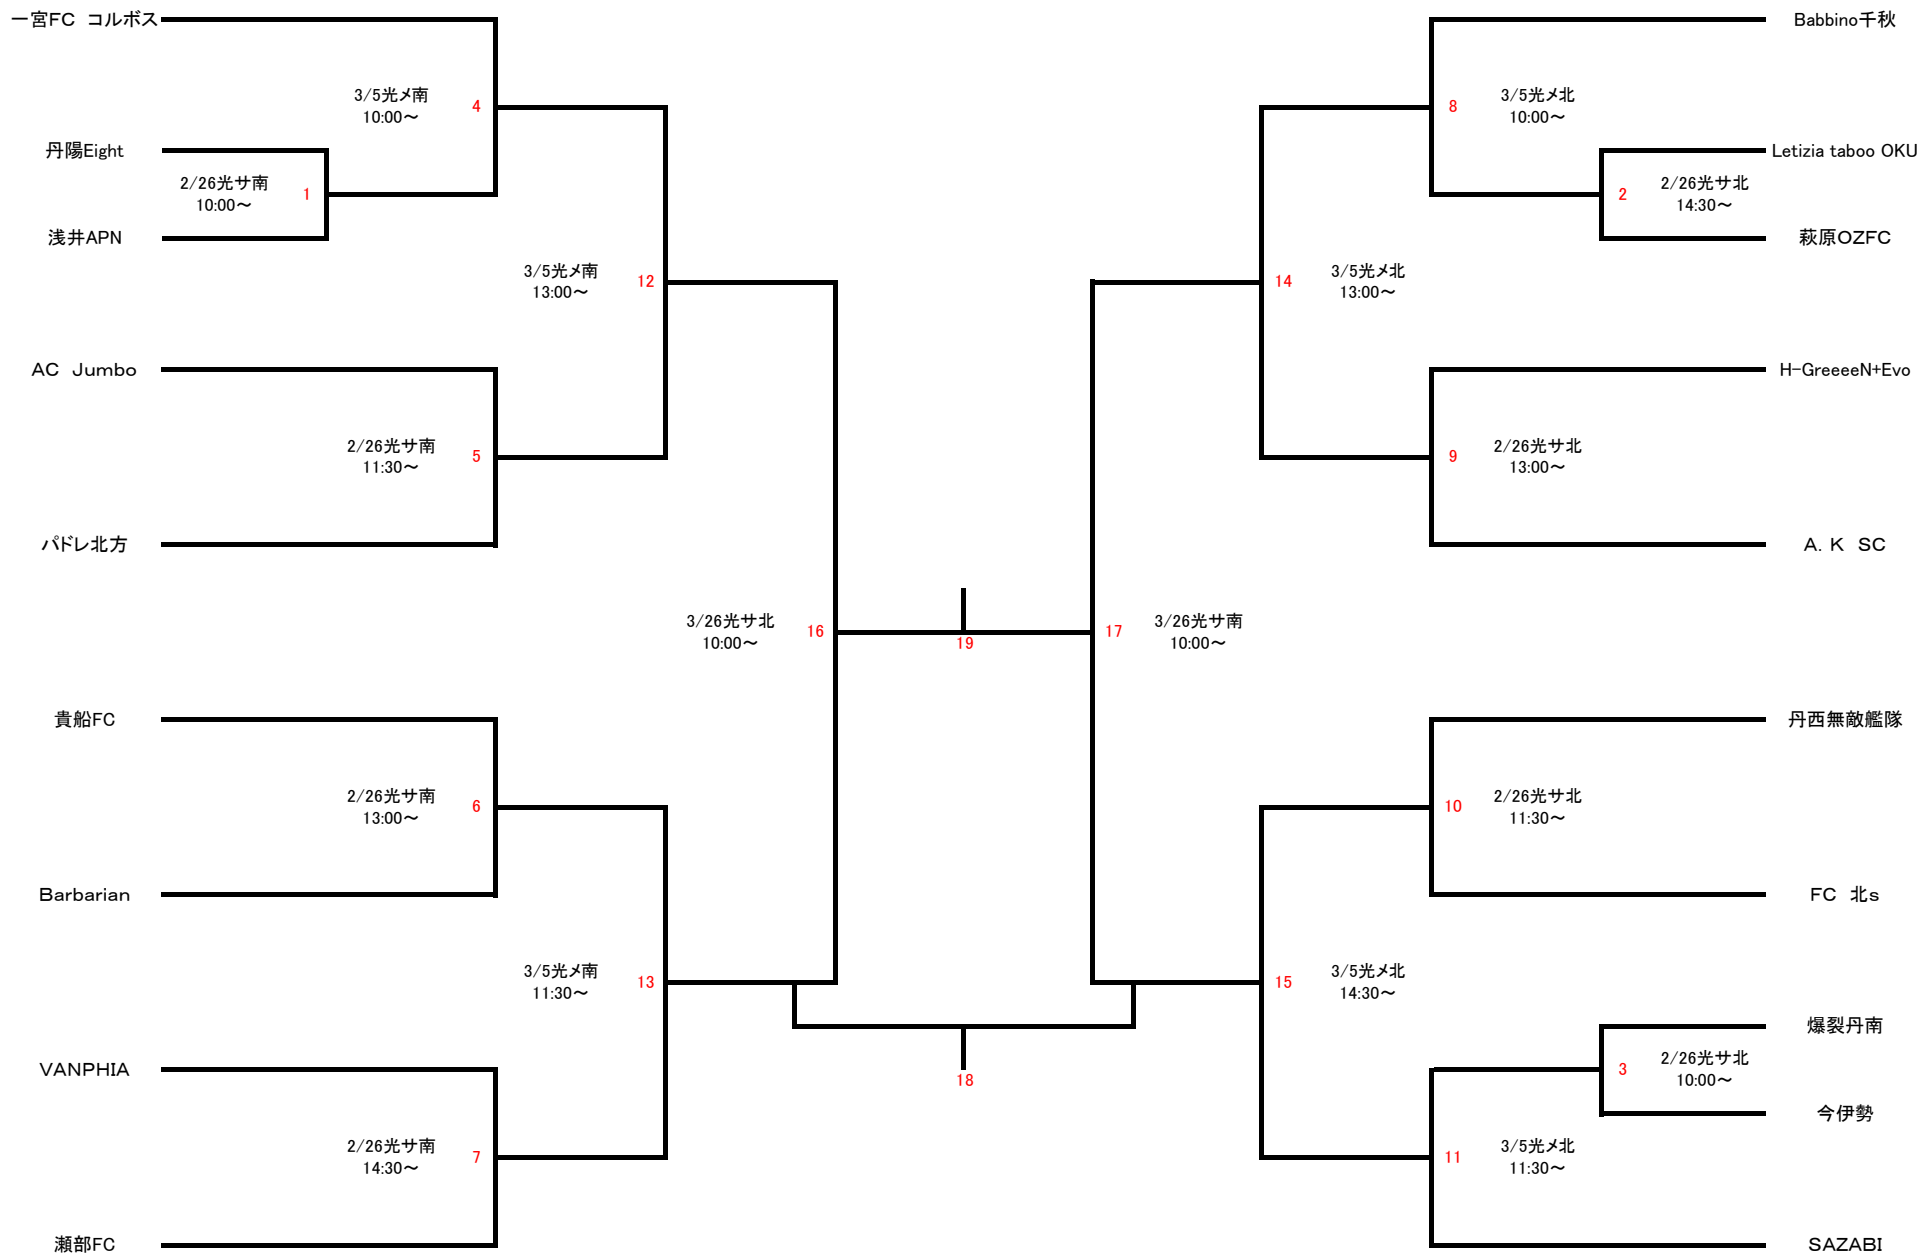 一宮FC　コルボス
Babbino千秋
3/5光メ南
10:00～
4
8
3/5光メ北
10:00～
丹陽Eight
Letizia taboo OKU
2/26光サ南
10:00～
1
2
2/26光サ北
14:30～
浅井APN
萩原OZFC
3/5光メ南
13:00～
12
14
3/5光メ北
13:00～
AC　Jumbo
H-GreeeeN+Evo
2/26光サ南
11:30～
5
9
2/26光サ北
13:00～
パドレ北方
A．K　SC
3/26光サ北
10:00～
16
19
17
3/26光サ南
10:00～
貴船FC
丹西無敵艦隊
2/26光サ南
13:00～
6
10
2/26光サ北
11:30～
Barbarian
FC　北s
3/5光メ南
11:30～
13
15
3/5光メ北
14:30～
爆裂丹南
VANPHIA
18
3
2/26光サ北
10:00～
今伊勢
2/26光サ南
14:30～
7
11
3/5光メ北
11:30～
瀬部FC
SAZABI